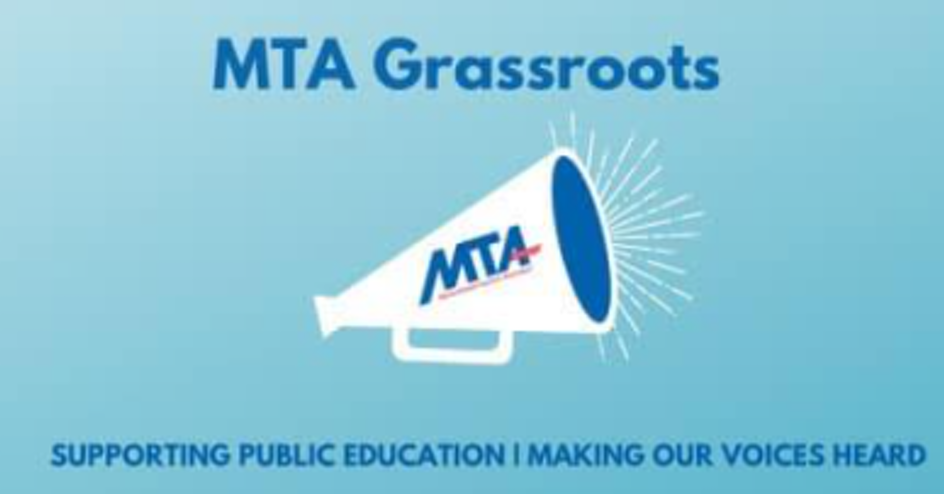 MTA Grassroots
MTA
SUPPORTING PUBLIC EDUCATION | MAKING OUR VOICES HEARD